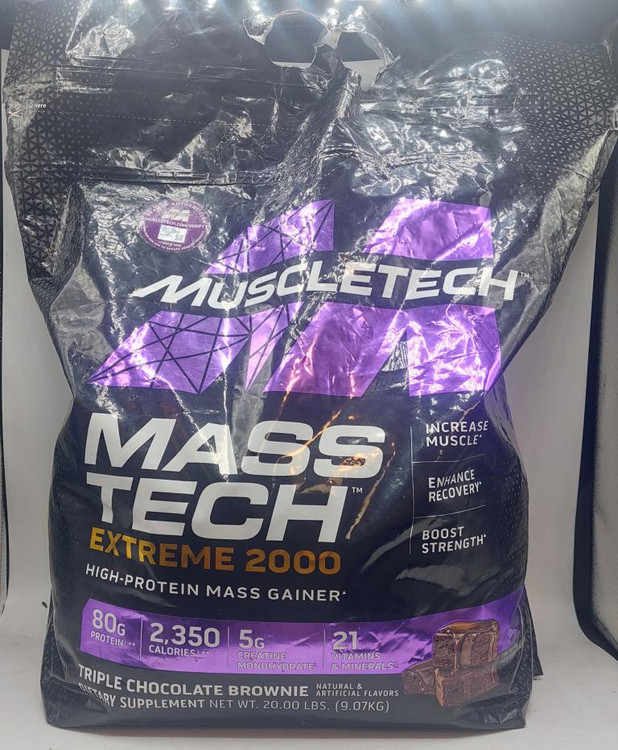 MUSCLETECH™
MASS
TECH™
EXTREME 2000
HIGH-PROTEIN MASS GAINER*
INCREASE
MUSCLE*
ENHANCE
RECOVERY*
BOOST
STRENGTH*
80G
PROTEIN**
2,350
CALORIES
5G
CREATINE
MONOHYDRATE
21
VITAMINS
& MINERALS
TRIPLE CHOCOLATE BROWNIE NATURAL &
ARTIFICIAL FLAVORS
DIETARY SUPPLEMENT NET WT. 20.00 LBS. (9.07KG)